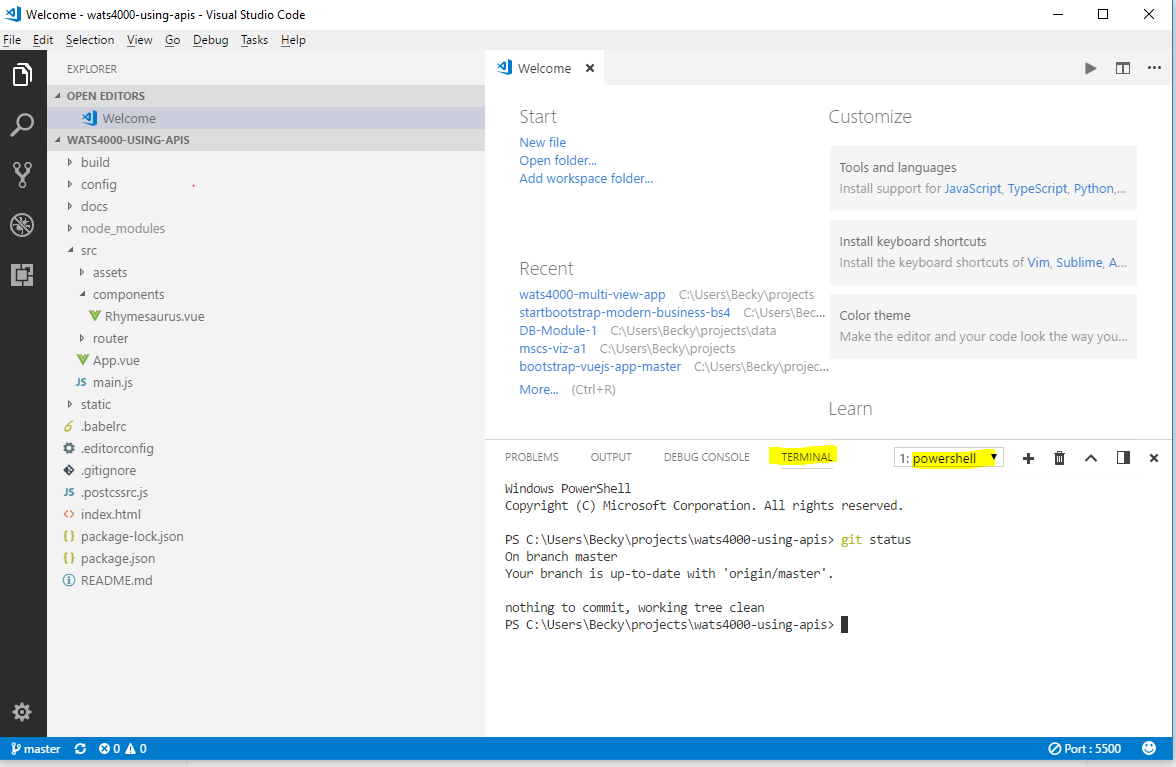 Welcome - wats4000-using-apis - Visual Studio Code
File Edit Selection View Go Debug Tasks Help
EXPLORER
OPEN EDITORS
Welcome
WATS4000-USING-APIS
build
config
docs
node_modules
src
assets
components
Rhymesaurus.vue
router
App.vue
JS main.js
static
.babelrc
.editorconfig
.gitignore
JS .postcssrc.js
<> index.html
{} package-lock.json
{} package.json
README.md
Welcome
Start
New file
Open folder...
Add workspace folder...
Recent
wats4000-multi-view-app C:\Users\Becky\projects
startbootstrap-modern-business-bs4 C:\Users\Bec...
DB-Module-1 C:\Users\Becky\projects\data
mscs-viz-a1 C:\Users\Becky\projects
bootstrap-vuejs-app-master C:\Users\Becky\projec...
More... (Ctrl+R)
Customize
Tools and languages
Install support for JavaScript, TypeScript, Python,...
Install keyboard shortcuts
Install the keyboard shortcuts of Vim, Sublime, A...
Color theme
Make the editor and your code look the way you...
Learn
PROBLEMS OUTPUT DEBUG CONSOLE TERMINAL 1: powershell
Windows PowerShell
Copyright (C) Microsoft Corporation. All rights reserved.
PS C:\Users\Becky\projects\wats4000-using-apis> git status
On branch master
Your branch is up-to-date with 'origin/master'.
nothing to commit, working tree clean
PS C:\Users\Becky\projects\wats4000-using-apis>
master 0 0 Port : 5500